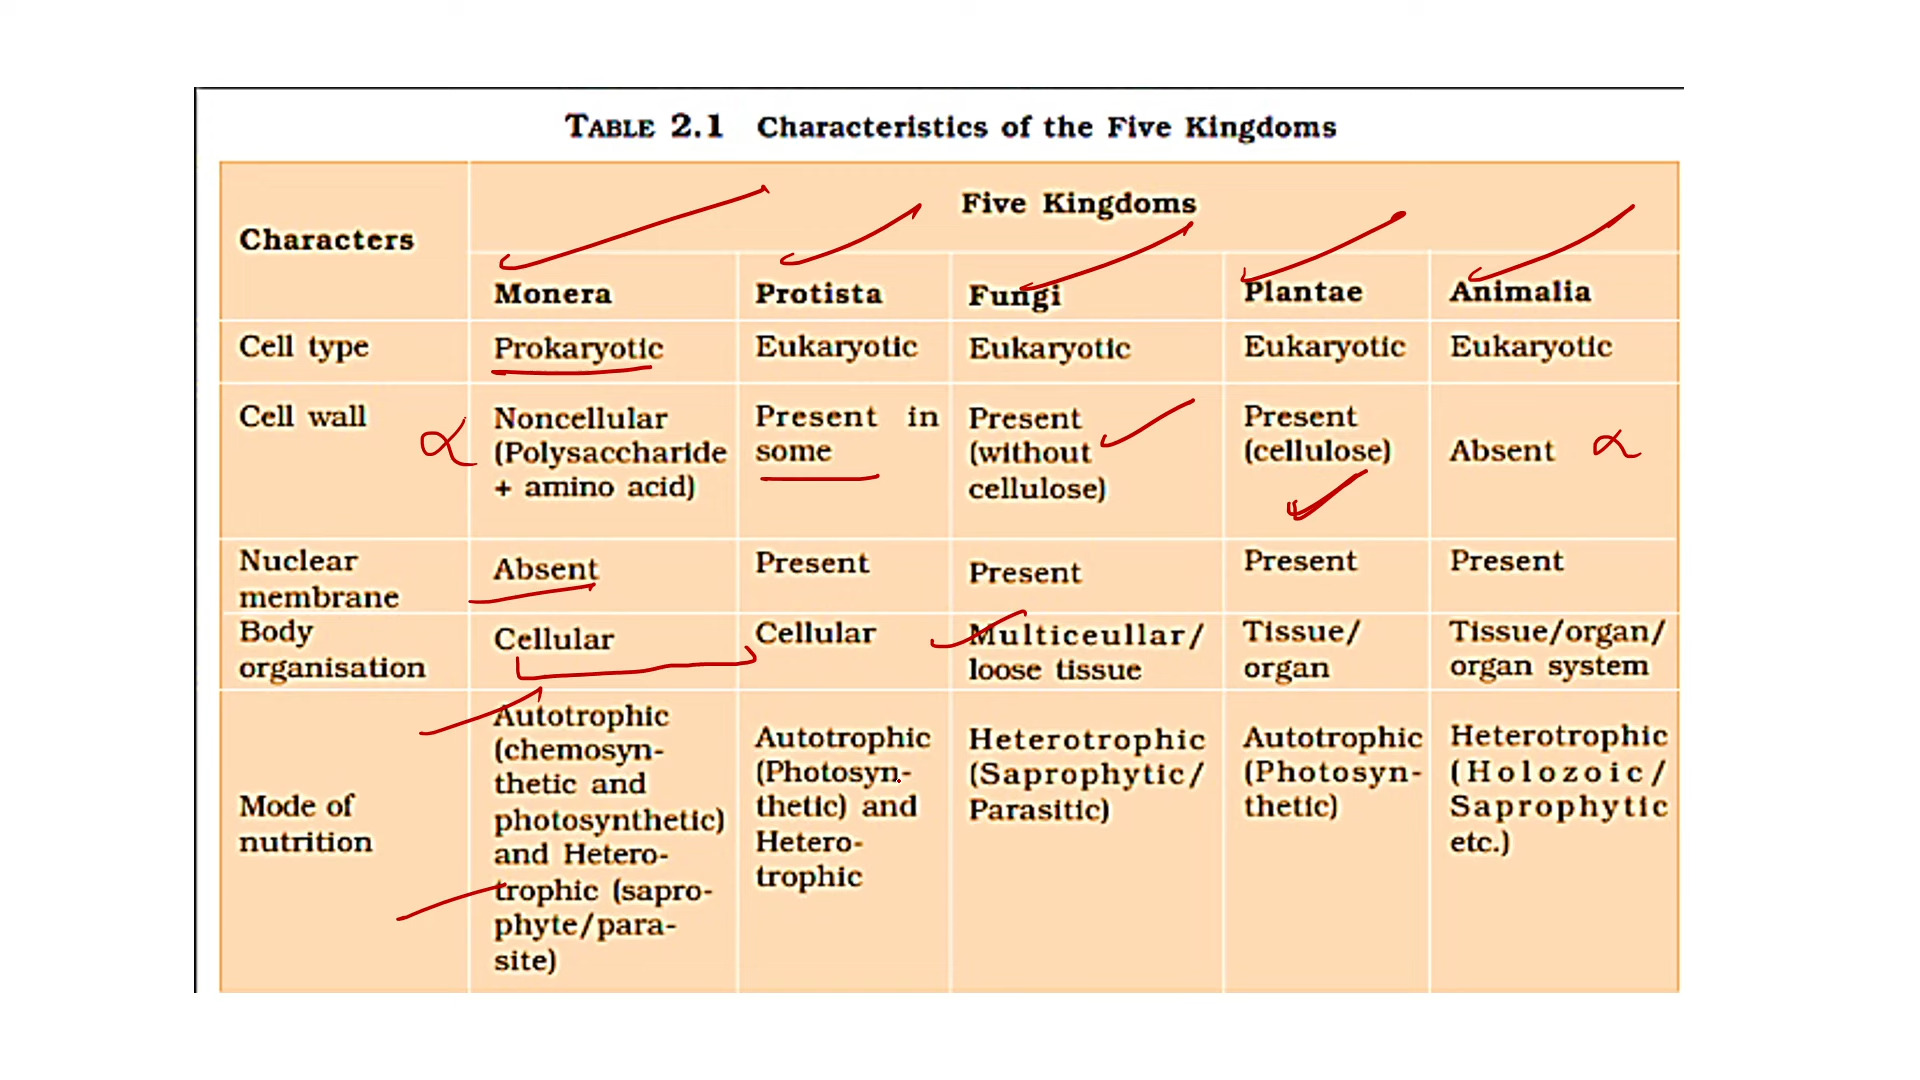 TABLE 2.1 Characteristics of the Five Kingdoms
Characters
Five Kingdoms
Monera
Protista
Fungi
Plantae
Animalia
Cell type
Prokaryotic
Eukaryotic
Eukaryotic
Eukaryotic
Eukaryotic
Cell wall
Noncellular
(Polysaccharide
+ amino acid)
Present in
some
Present
(without
cellulose)
Present
(cellulose)
Absent
Nuclear
membrane
Absent
Present
Present
Present
Present
Body
organisation
Cellular
Cellular
Multiceullar/
loose tissue
Tissue/
organ
Tissue/organ/
organ system
Mode of
nutrition
Autotrophic
(chemosyn-
thetic and
photosynthetic)
and Hetero-
trophic (sapro-
phyte/para-
site)
Autotrophic
(Photosyn-
thetic) and
Hetero-
trophic
Heterotrophic
(Saprophytic/
Parasitic)
Autotrophic
(Photosyn-
thetic)
Heterotrophic
(Holozoic/
Saprophytic
etc.)